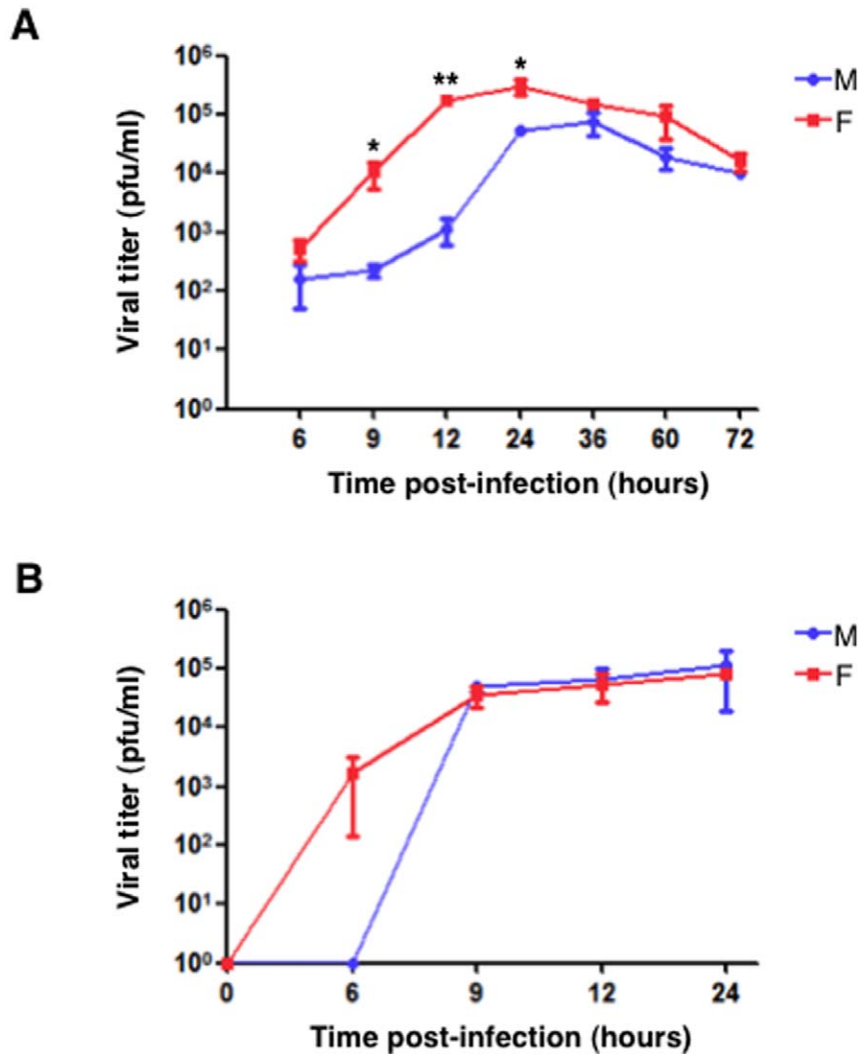 A
10⁶
10⁵
10⁴
10³
10²
10¹
10⁰
Viral titer (pfu/ml)
*
**
*
M
F
6 9 12 24 36 60 72
Time post-infection (hours)
B
10⁶
10⁵
10⁴
10³
10²
10¹
10⁰
Viral titer (pfu/ml)
M
F
0 6 9 12 24
Time post-infection (hours)